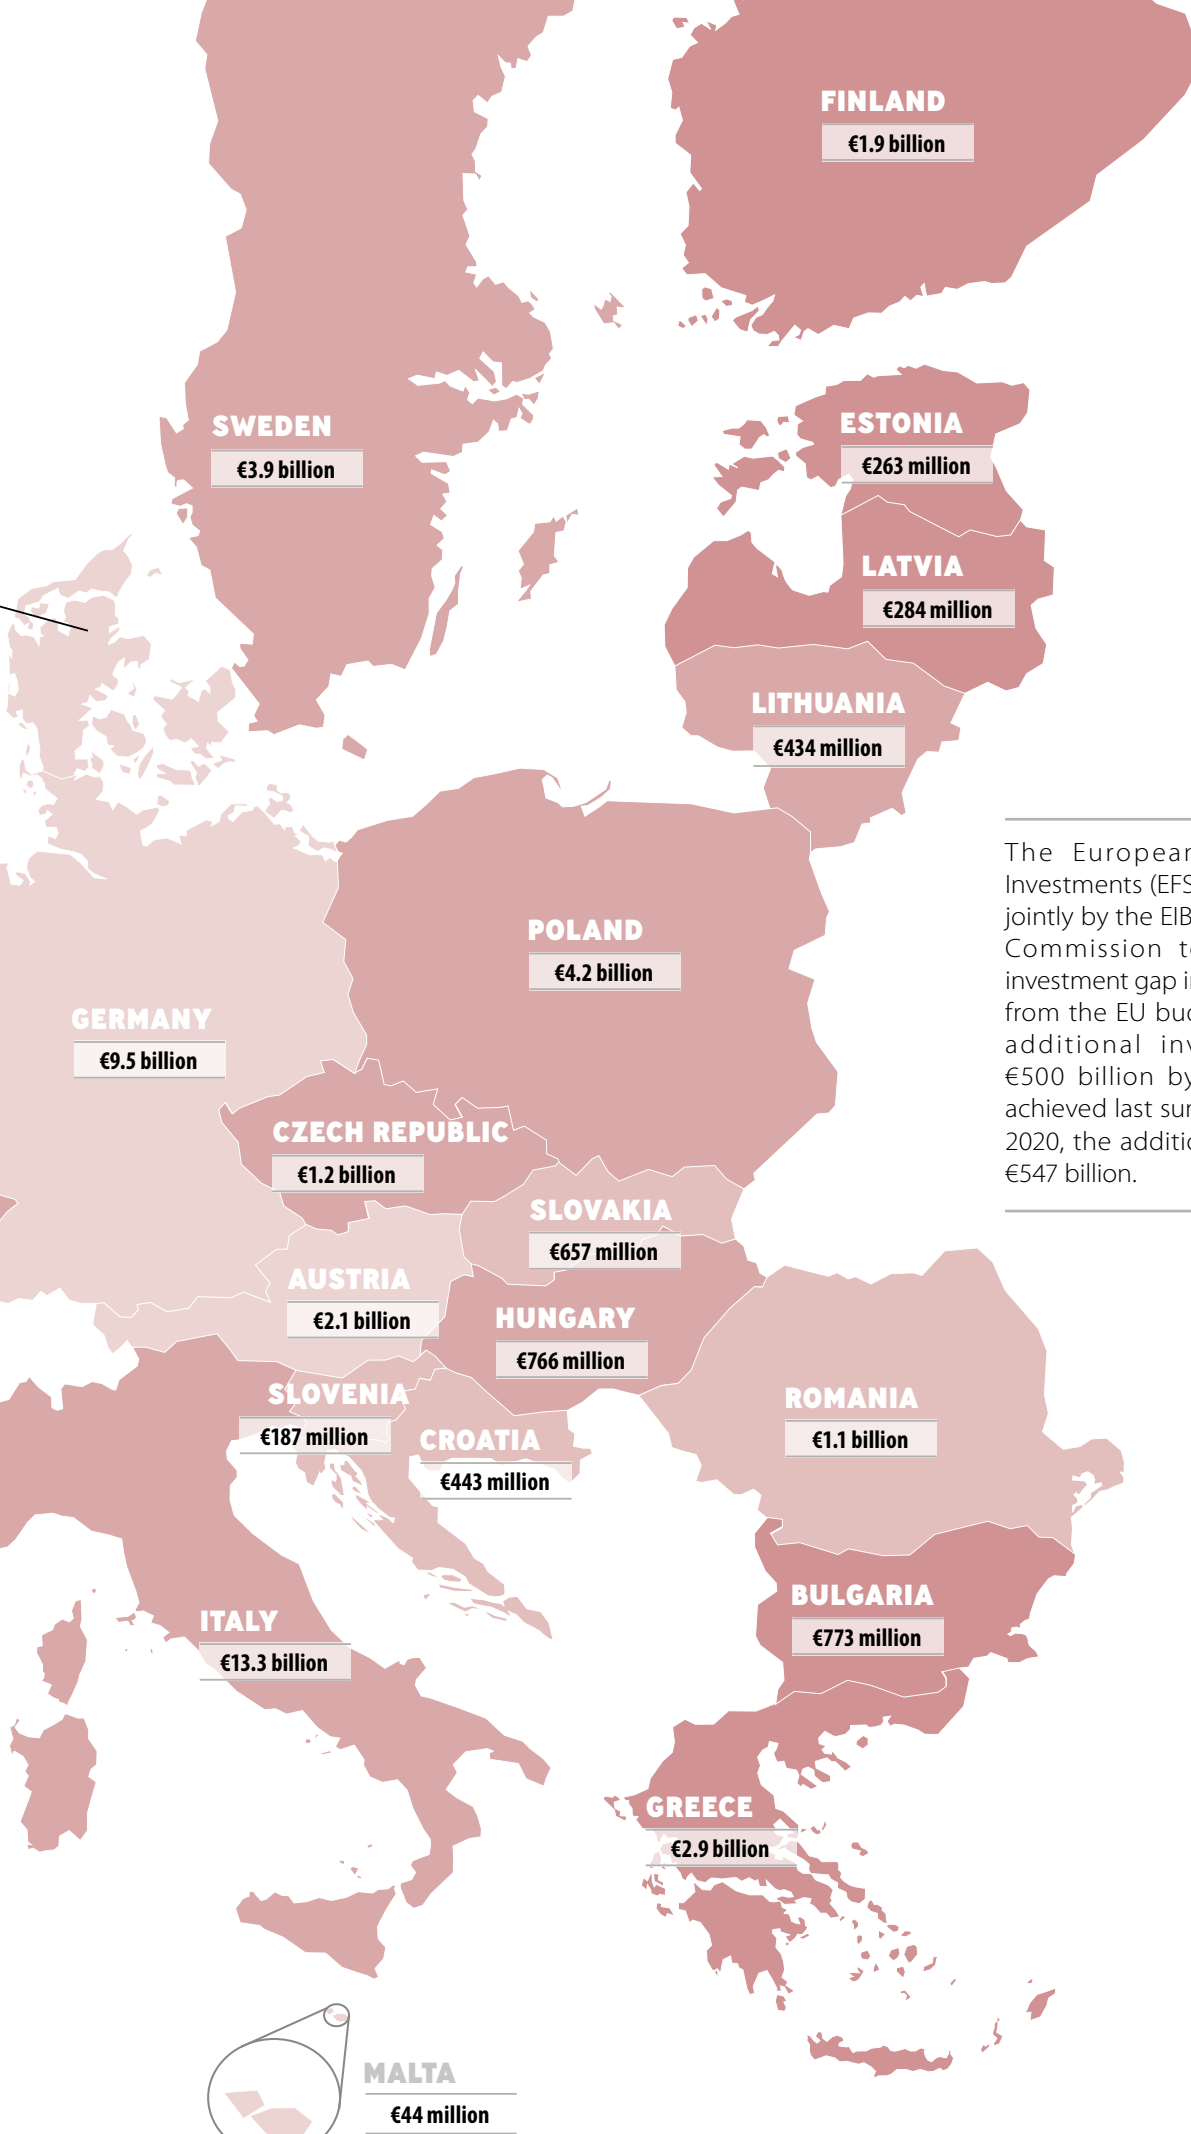 FINLAND
€1.9 billion
SWEDEN
€3.9 billion
ESTONIA
€263 million
LATVIA
€284 million
LITHUANIA
€434 million
POLAND
€4.2 billion
GERMANY
€9.5 billion
CZECH REPUBLIC
€1.2 billion
SLOVAKIA
€657 million
AUSTRIA
€2.1 billion
HUNGARY
€766 million
SLOVENIA
€187 million
CROATIA
€443 million
ROMANIA
€1.1 billion
BULGARIA
€773 million
ITALY
€13.3 billion
GREECE
€2.9 billion
MALTA
€44 million
The European
Investments (EFS
jointly by the EIB
Commission t
investment gap i
from the EU bud
additional inv
€500 billion by
achieved last su
2020, the additio
€547 billion.